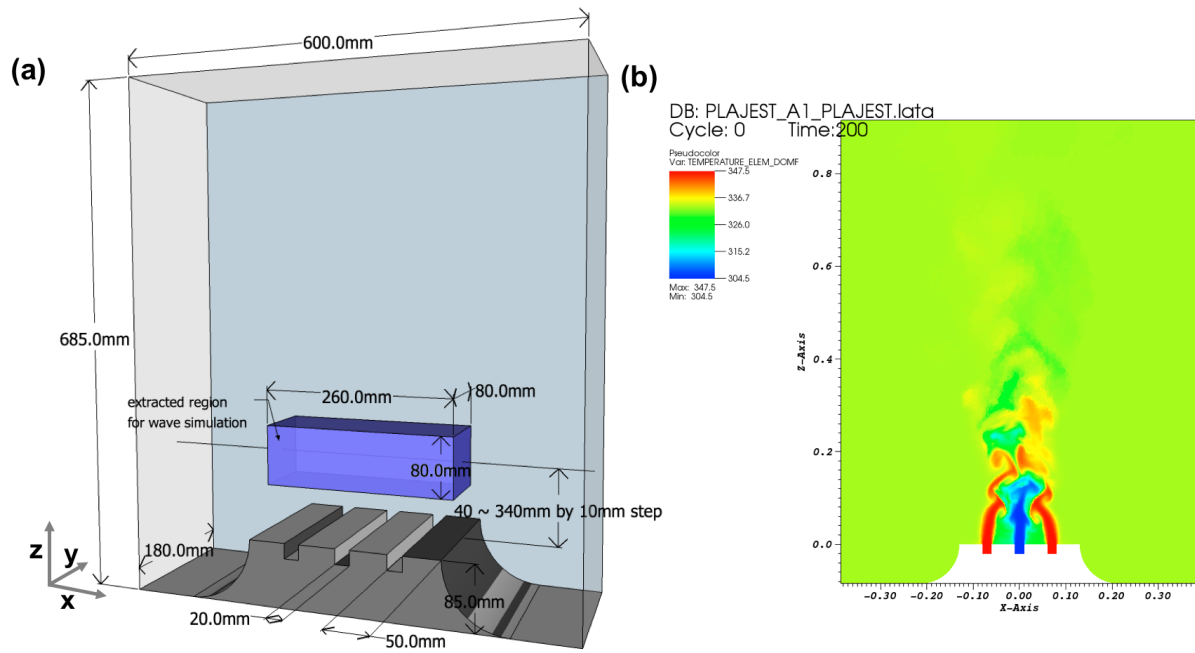 (a)
600.0mm
685.0mm
260.0mm
80.0mm
extracted region
for wave simulation
80.0mm
40 ~ 340mm by 10mm step
180.0mm
85.0mm
20.0mm
50.0mm
z
y
x
(b)
DB: PLAJEST_A1_PLAJEST.lata
Cycle: 0 Time:200
Pseudocolor
Var: TEMPERATURE_ELEM_DOMF
347.5
336.7
326.0
315.2
304.5
Max: 347.5
Min: 304.5
0.8
0.6
0.4
0.2
0.0
Z-Axis
-0.30 -0.20 -0.10 0.00 0.10 0.20 0.30
X-Axis